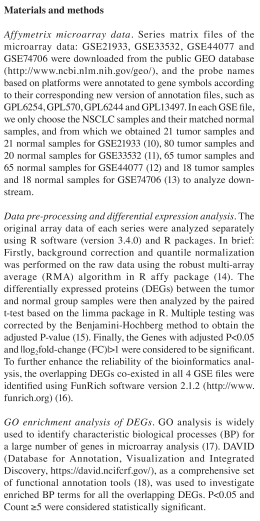 Materials and methods
Affymetrix microarray data. Series matrix files of the
microarray data: GSE21933, GSE33532, GSE44077 and
GSE74706 were downloaded from the public GEO database
(http://www.ncbi.nlm.nih.gov/geo/), and the probe names
based on platforms were annotated to gene symbols according
to their corresponding new version of annotation files, such as
GPL6254, GPL570, GPL6244 and GPL13497. In each GSE file,
we only choose the NSCLC samples and their matched normal
samples, and from which we obtained 21 tumor samples and
21 normal samples for GSE21933 (10), 80 tumor samples and
20 normal samples for GSE33532 (11), 65 tumor samples and
65 normal samples for GSE44077 (12) and 18 tumor samples
and 18 normal samples for GSE74706 (13) to analyze down-
stream.
Data pre-processing and differential expression analysis. The
original array data of each series were analyzed separately
using R software (version 3.4.0) and R packages. In brief:
Firstly, background correction and quantile normalization
was performed on the raw data using the robust multi-array
average (RMA) algorithm in R affy package (14). The
differentially expressed proteins (DEGs) between the tumor
and normal group samples were then analyzed by the paired
t-test based on the limma package in R. Multiple testing was
corrected by the Benjamini-Hochberg method to obtain the
adjusted P-value (15). Finally, the Genes with adjusted P<0.05
and |log2fold-change (FC)|>1 were considered to be significant.
To further enhance the reliability of the bioinformatics anal-
ysis, the overlapping DEGs co-existed in all 4 GSE files were
identified using FunRich software version 2.1.2 (http://www.
funrich.org) (16).
GO enrichment analysis of DEGs. GO analysis is widely
used to identify characteristic biological processes (BP) for
a large number of genes in microarray analysis (17). DAVID
(Database for Annotation, Visualization and Integrated
Discovery, https://david.ncifcrf.gov/), as a comprehensive set
of functional annotation tools (18), was used to investigate
enriched BP terms for all the overlapping DEGs. P<0.05 and
Count ≥5 were considered statistically significant.